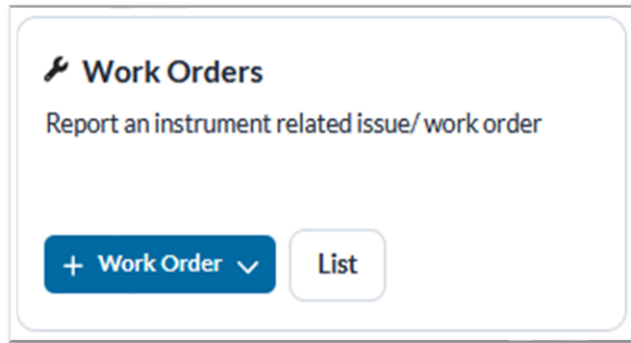 Work Orders
Report an instrument related issue/ work order
+ Work Order
List